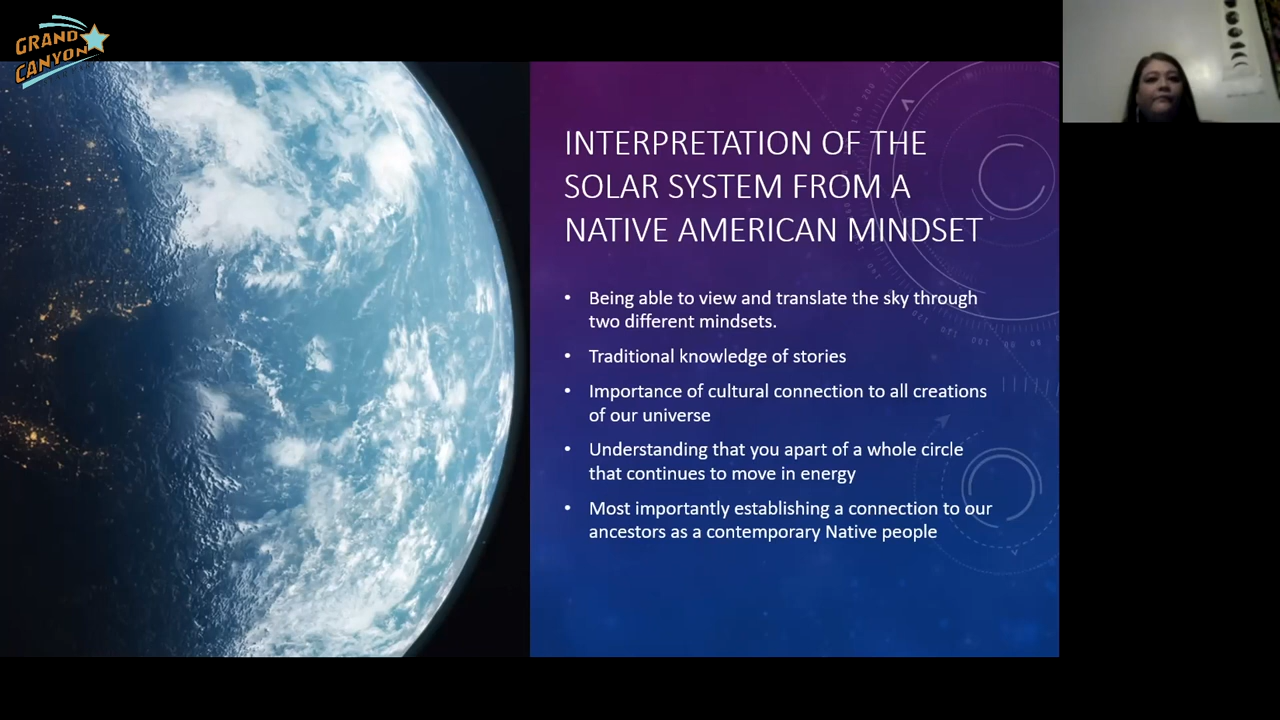 GRAND
CANYON
INTERPRETATION OF THE
SOLAR SYSTEM FROM A
NATIVE AMERICAN MINDSET
• Being able to view and translate the sky through
two different mindsets.
• Traditional knowledge of stories
• Importance of cultural connection to all creations
of our universe
• Understanding that you apart of a whole circle
that continues to move in energy
• Most importantly establishing a connection to our
ancestors as a contemporary Native people